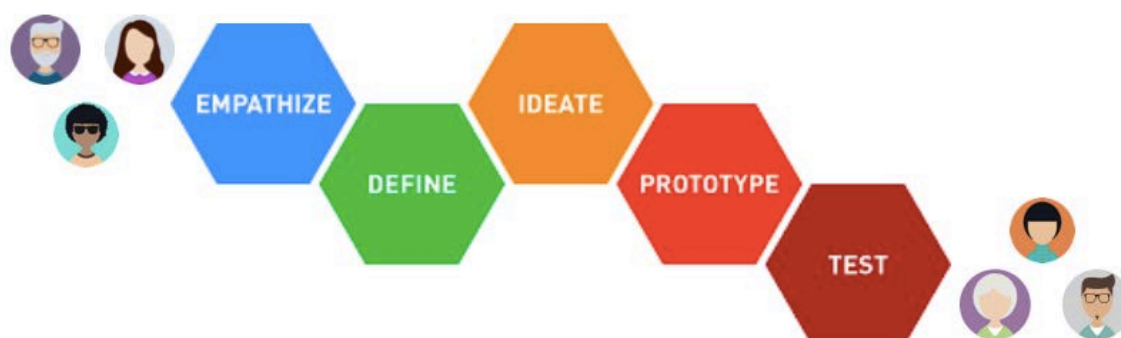 EMPATHIZE
DEFINE
IDEATE
PROTOTYPE
TEST